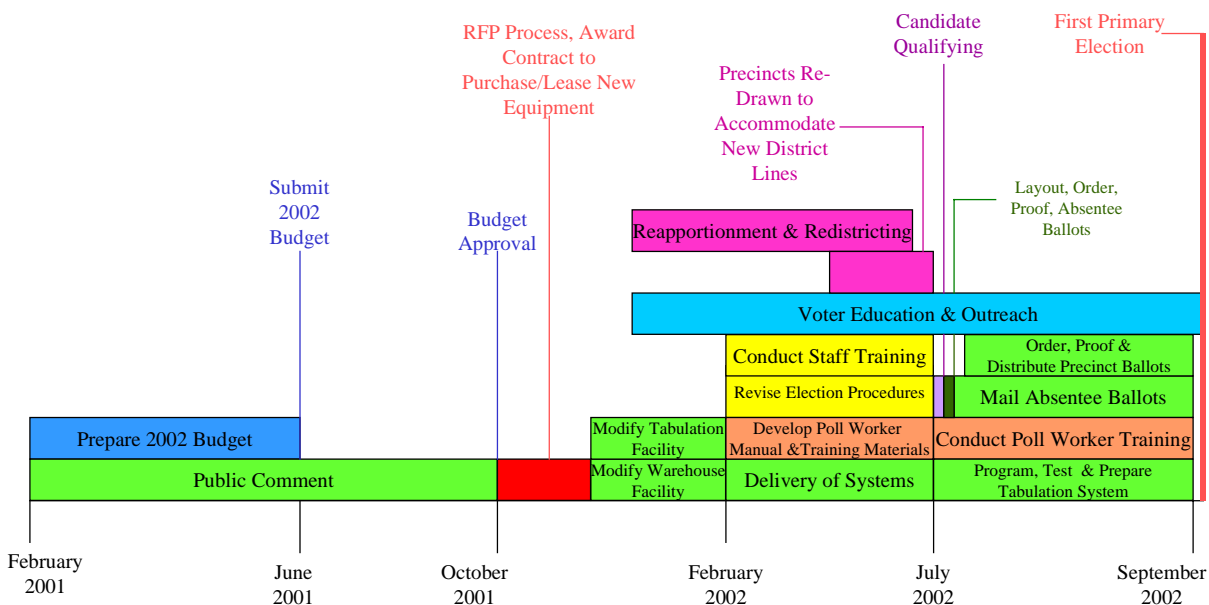 RFP Process, Award
Contract to
Purchase/Lease New
Equipment
Candidate
Qualifying
First Primary
Election
Precincts Re-
Drawn to
Accommodate
New District
Lines
Submit
2002
Budget
Budget
Approval
Layout, Order,
Proof, Absentee
Ballots
Reapportionment & Redistricting
Voter Education & Outreach
Conduct Staff Training
Order, Proof &
Distribute Precinct Ballots
Revise Election Procedures
Mail Absentee Ballots
Prepare 2002 Budget
Modify Tabulation
Facility
Develop Poll Worker
Manual &Training Materials
Conduct Poll Worker Training
Public Comment
Modify Warehouse
Facility
Delivery of Systems
Program, Test & Prepare
Tabulation System
February
2001
June
2001
October
2001
February
2002
July
2002
September
2002